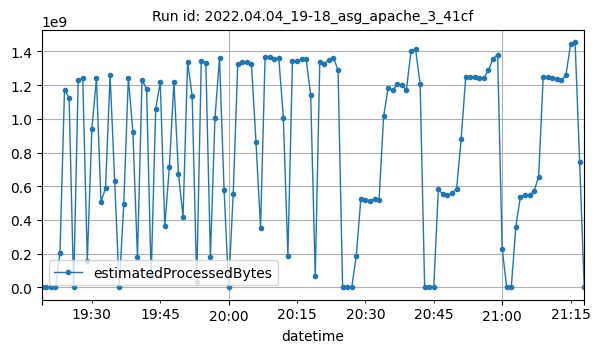 Run id: 2022.04.04_19-18_asg_apache_3_41cf
1e9
1.4
1.2
1.0
0.8
0.6
0.4
0.2
0.0
estimatedProcessedBytes
19:30 19:45 20:00 20:15 20:30 20:45 21:00 21:15
datetime